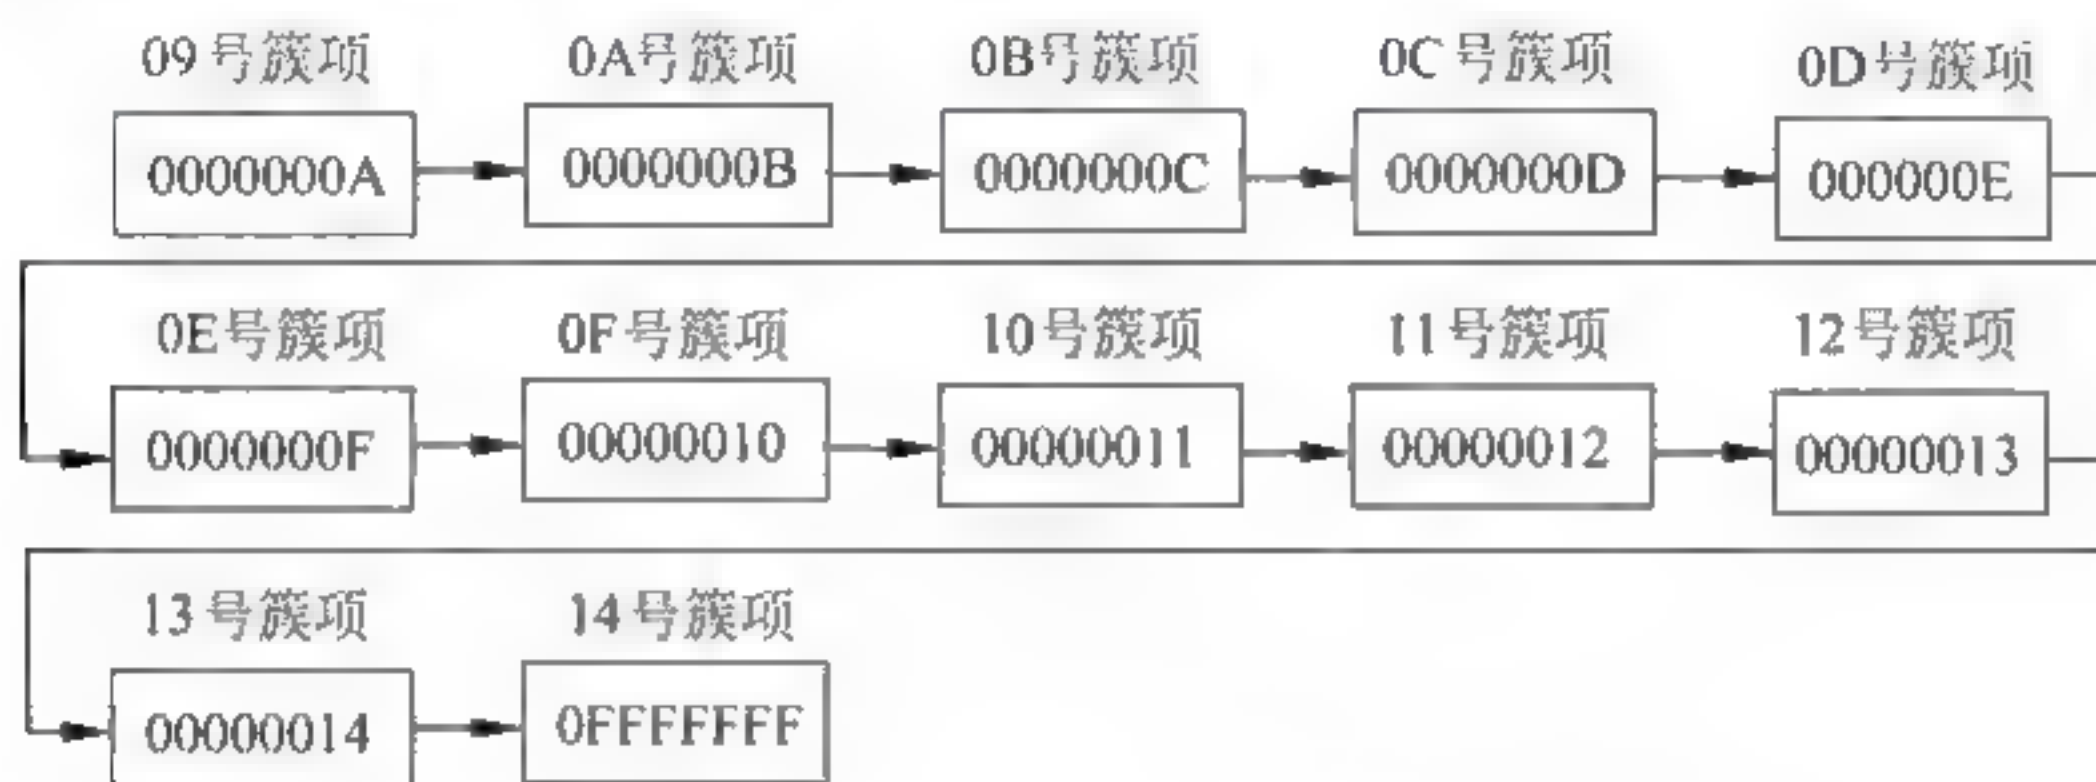 09号簇项 0A号簇项 0B号簇项 0C号簇项 0D号簇项
0000000A 0000000B 0000000C 0000000D 000000E
0E号簇项 0F号簇项 10号簇项 11号簇项 12号簇项
0000000F 00000010 00000011 00000012 00000013
13号簇项 14号簇项
00000014 0FFFFFFF